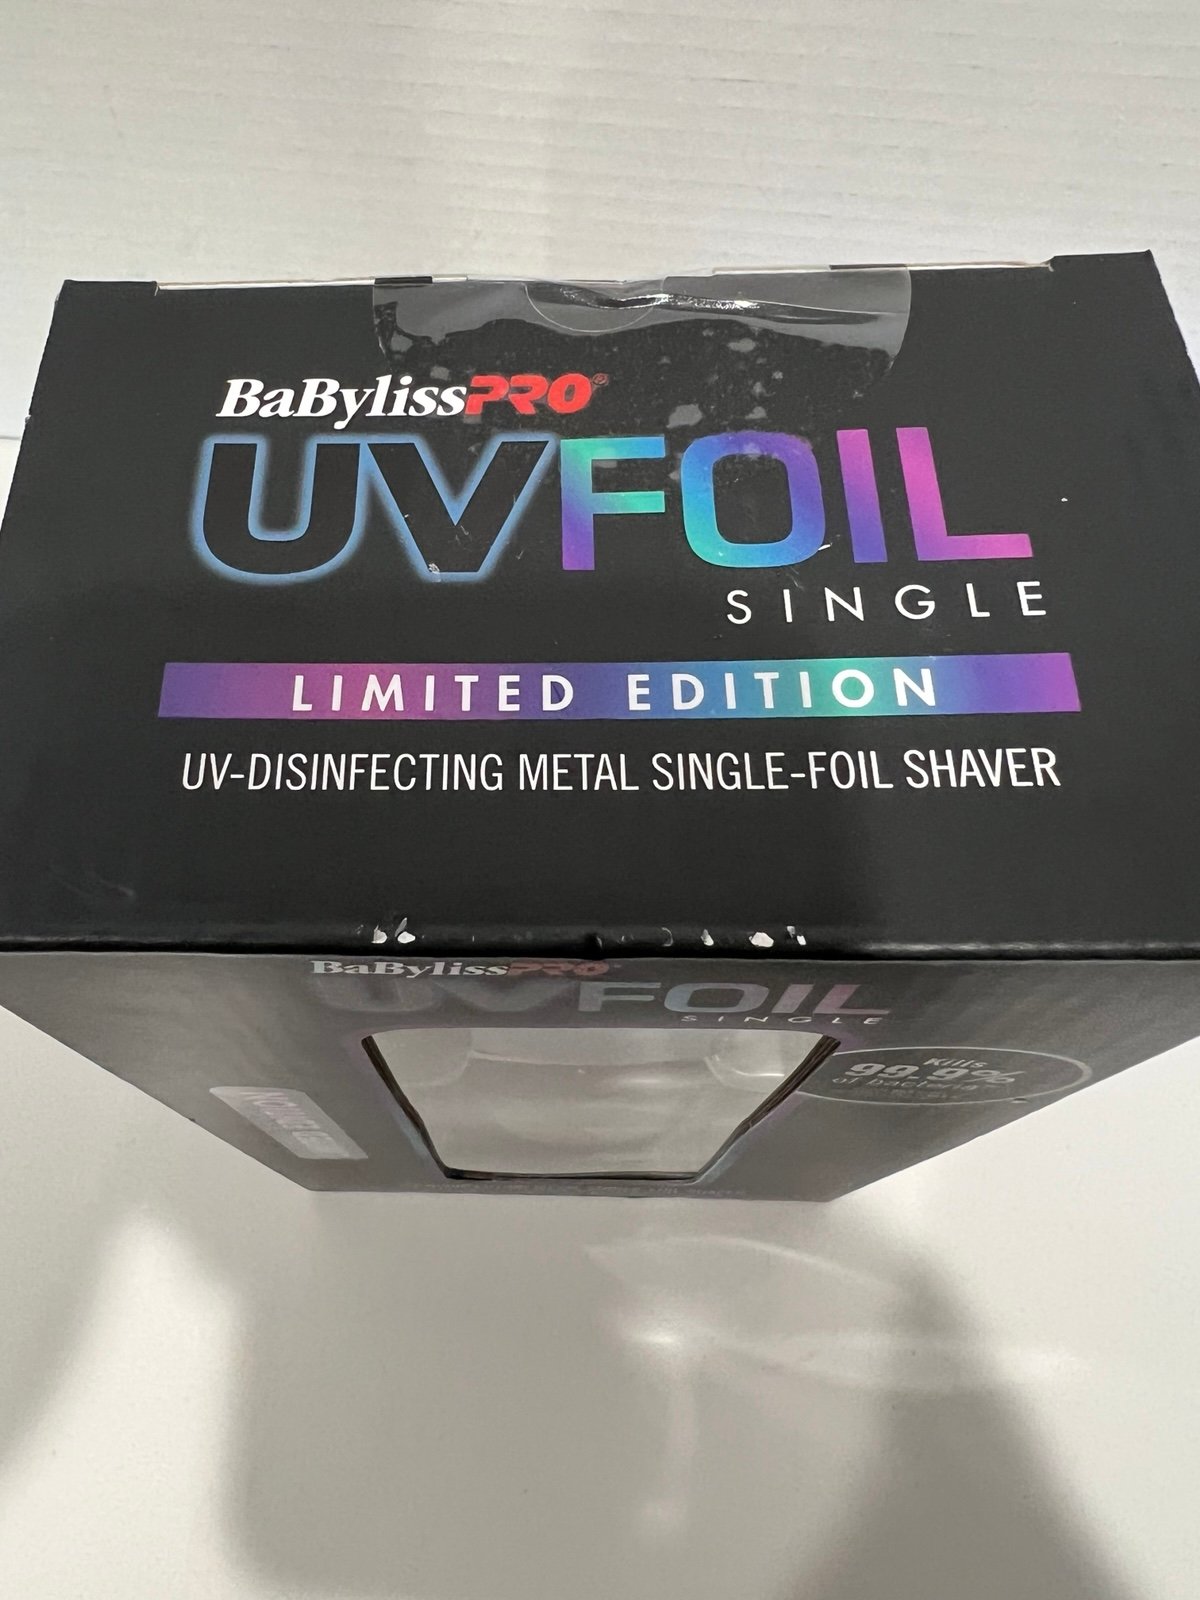 BaBylissPRO®
UVFOIL
SINGLE
LIMITED EDITION
UV-DISINFECTING METAL SINGLE-FOIL SHAVER
BaBylissPRO
UVFOIL
SINGLE
Kills
99.9%
of bacteria